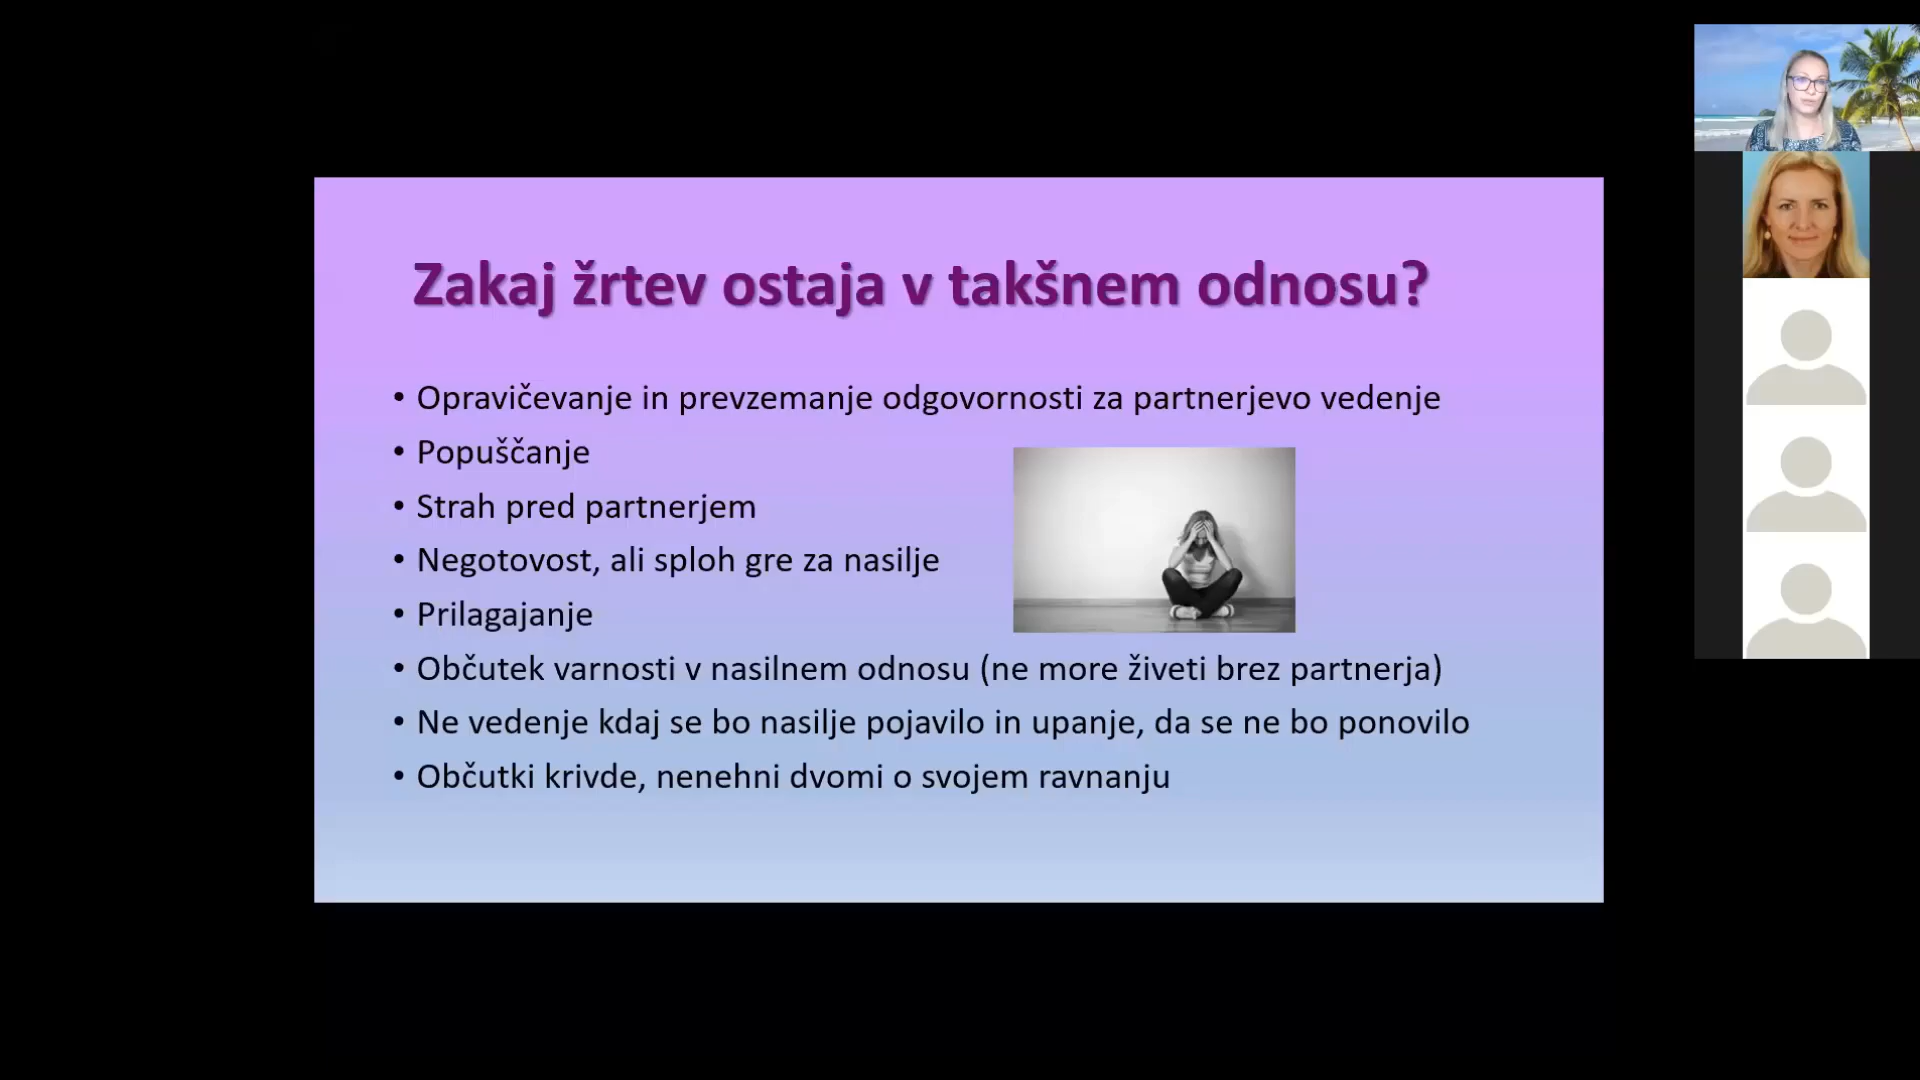 Zakaj žrtev ostaja v takšnem odnosu?
• Opravičevanje in prevzemanje odgovornosti za partnerjevo vedenje
• Popuščanje
• Strah pred partnerjem
• Negotovost, ali sploh gre za nasilje
• Prilagajanje
• Občutek varnosti v nasilnem odnosu (ne more živeti brez partnerja)
• Ne vedenje kdaj se bo nasilje pojavilo in upanje, da se ne bo ponovilo
• Občutki krivde, nenehni dvomi o svojem ravnanju